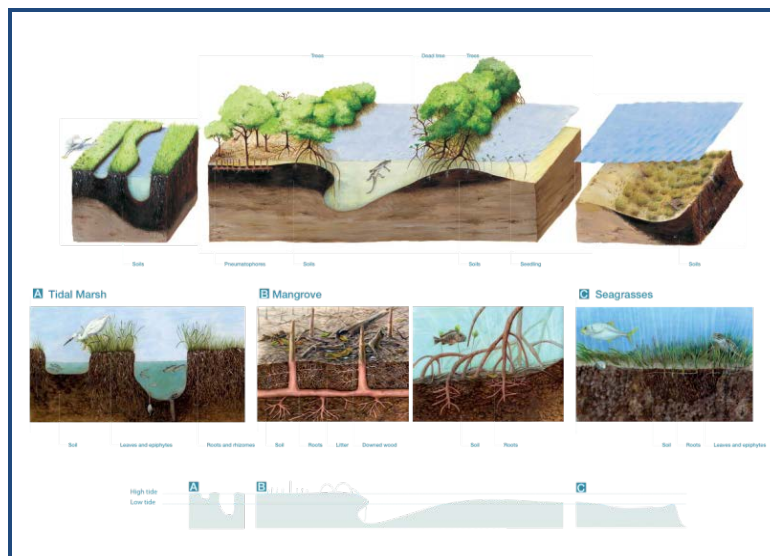 Trees Dead tree Trees
Soils Pneumatophores Soils Soils Seedling Soils
A Tidal Marsh
B Mangrove
C Seagrasses
Soil Leaves and epiphytes Roots and rhizomes
Soil Roots Litter Downed wood
Soil Roots
Soil Roots Leaves and epiphytes
A B C
High tide
Low tide